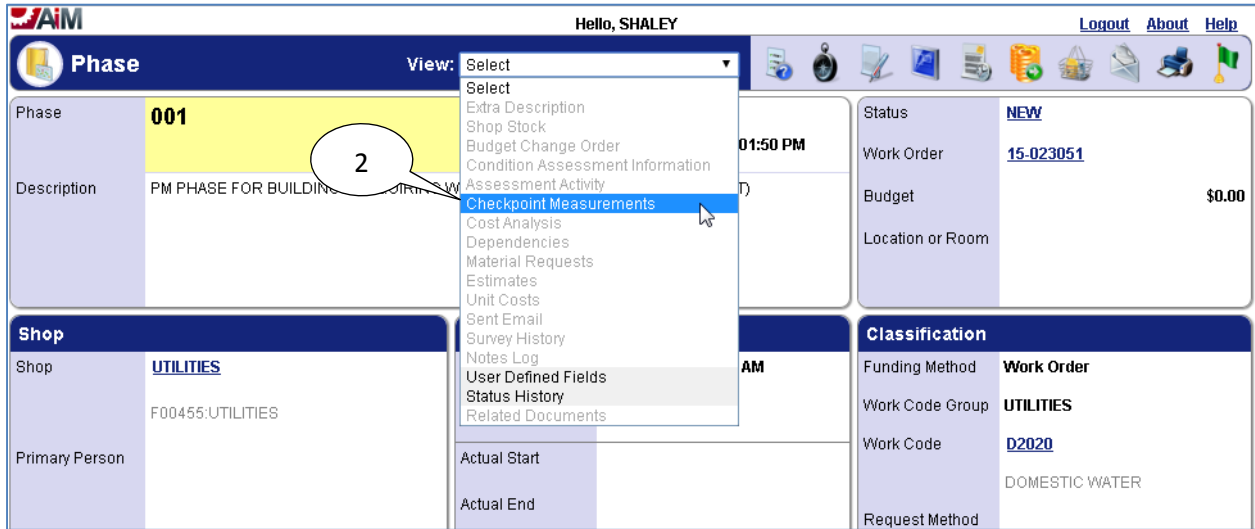 AiM
Hello, SHALEY
Logout About Help
Phase
View: Select
Select
Extra Description
Shop Stock
Budget Change Order
Condition Assessment Information
Assessment Activity
Checkpoint Measurements
Cost Analysis
Dependencies
Material Requests
Estimates
Unit Costs
Sent Email
Survey History
Notes Log
User Defined Fields
Status History
Related Documents
Phase 001
01:50 PM
2
Description PM PHASE FOR BUILDING
T)
Status NEW
Work Order 15-023051
Budget $0.00
Location or Room
Shop
Shop UTILITIES
F00455:UTILITIES
Primary Person
AM
Actual Start
Actual End
Classification
Funding Method Work Order
Work Code Group UTILITIES
Work Code D2020
DOMESTIC WATER
Request Method